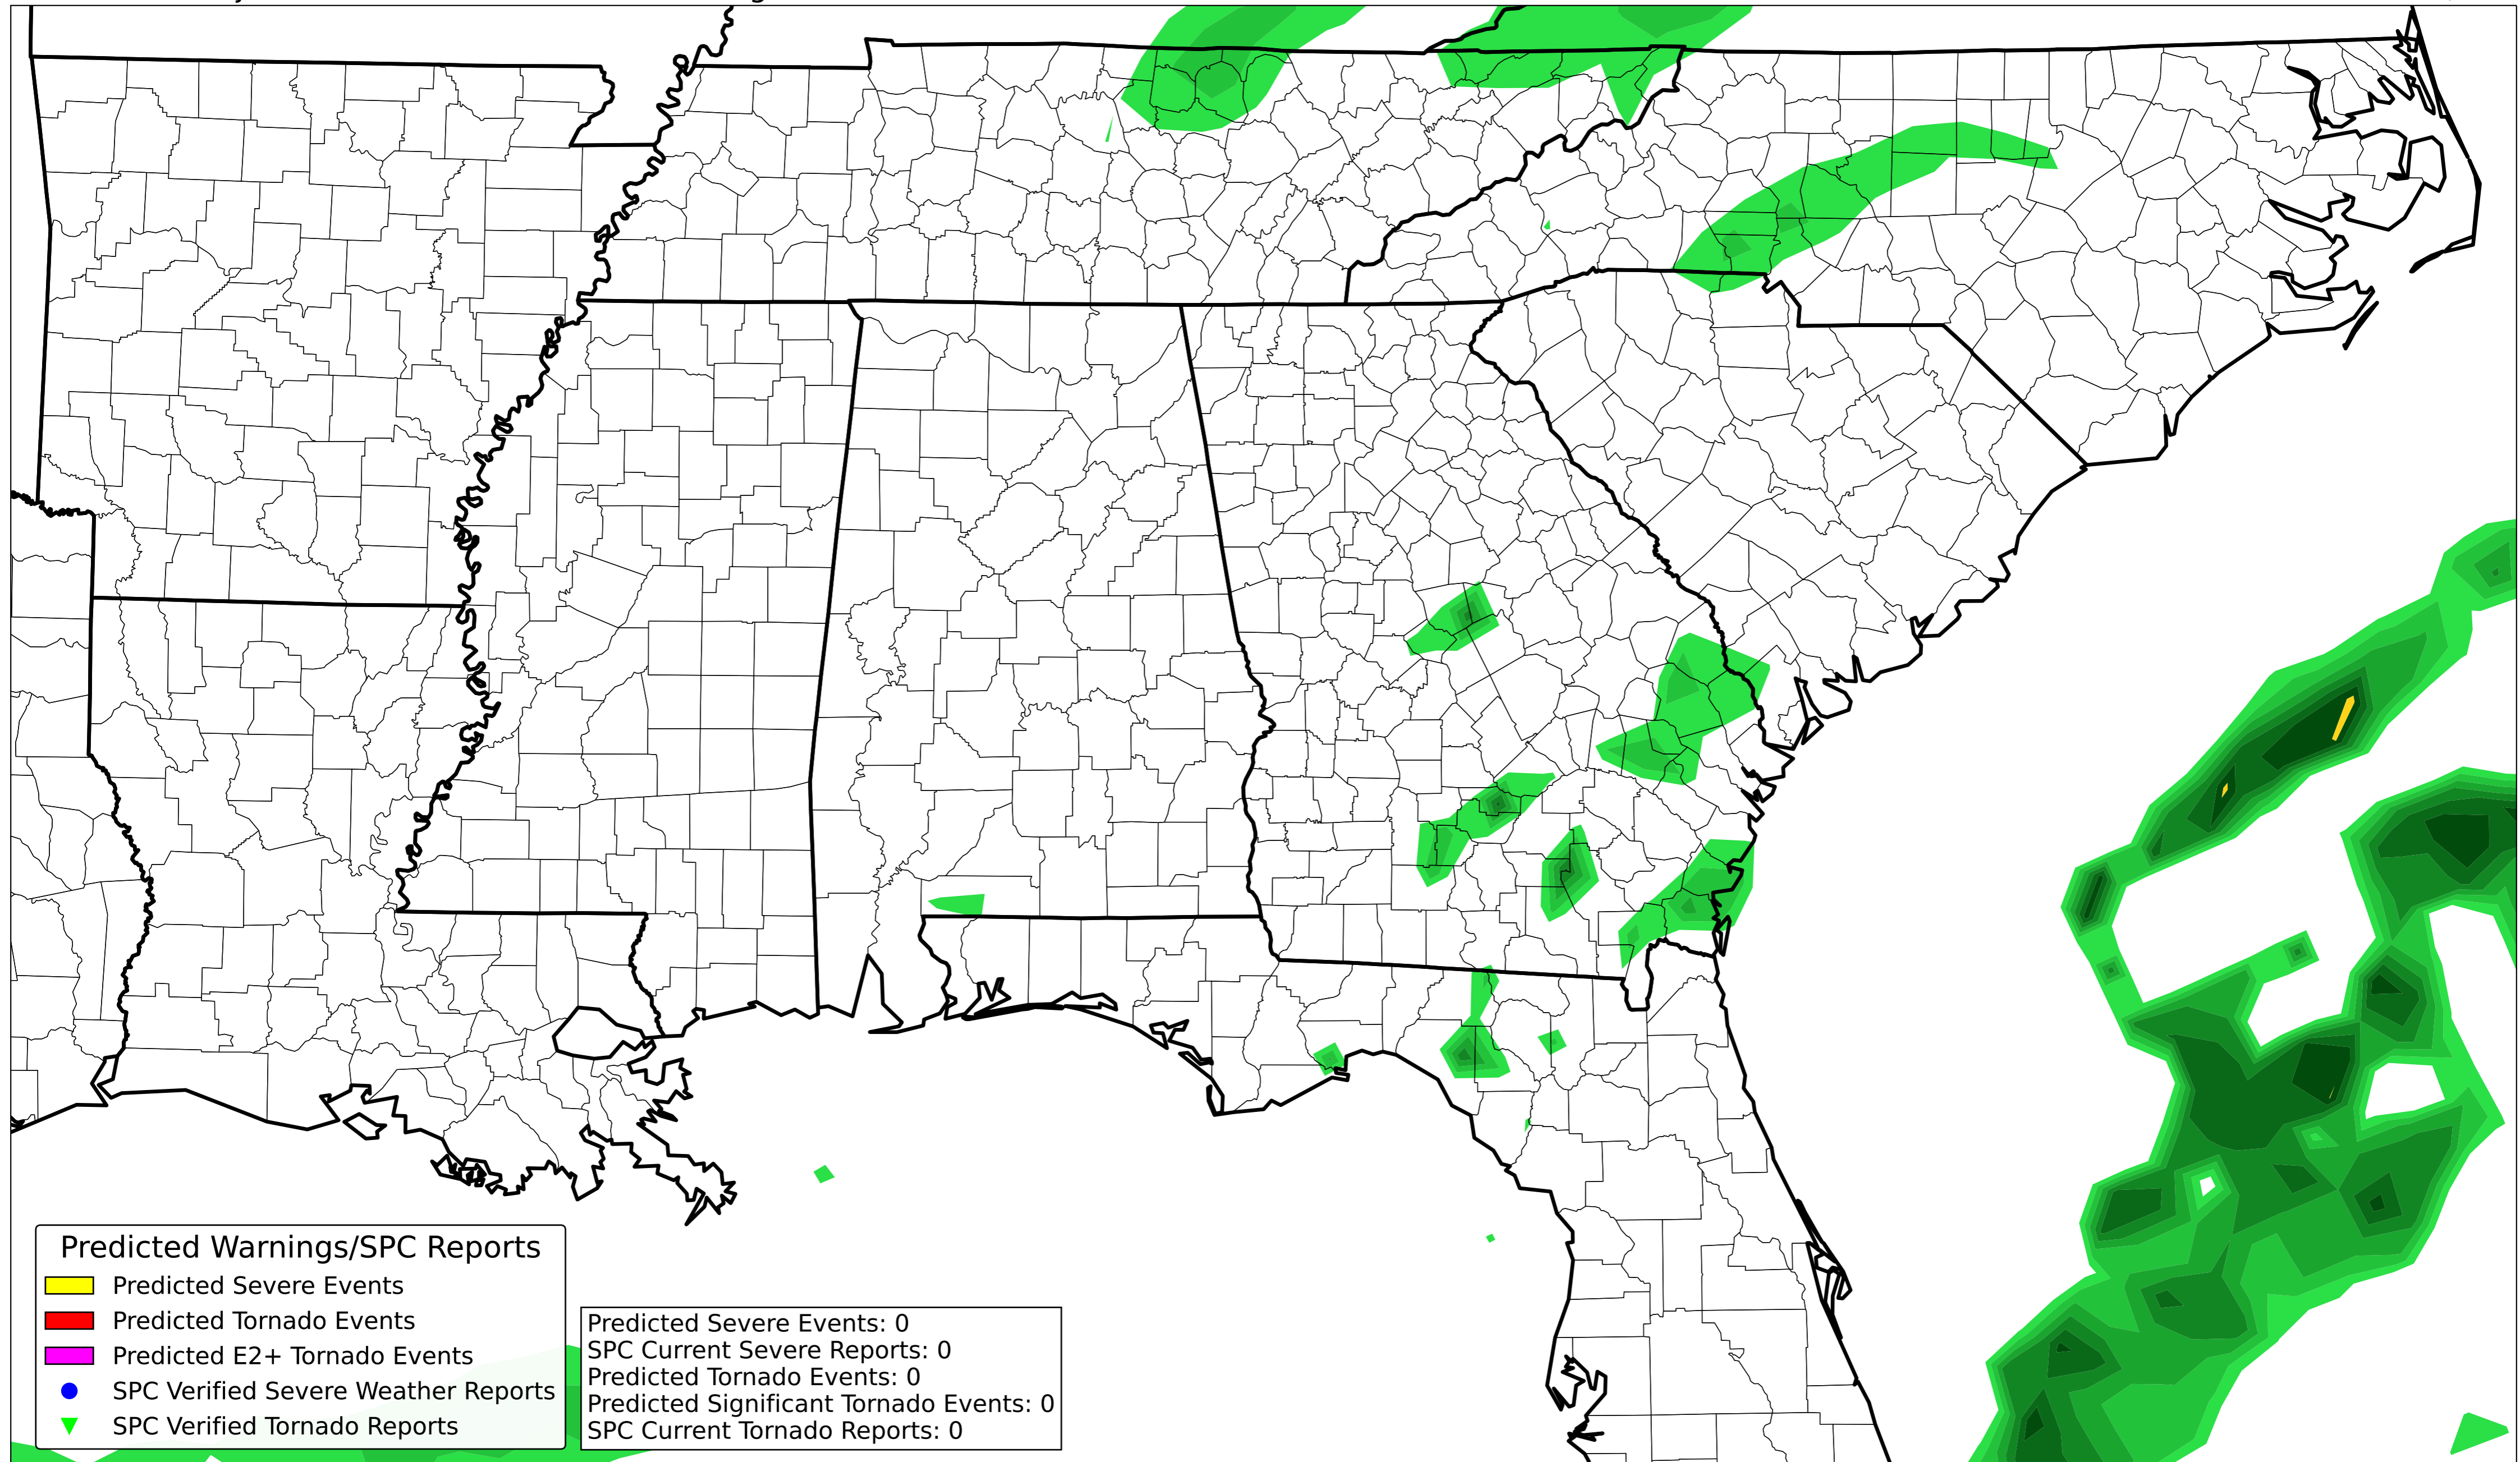 Predicted Warnings/SPC Reports
Predicted Severe Events
Predicted Tornado Events
Predicted E2+ Tornado Events
SPC Verified Severe Weather Reports
SPC Verified Tornado Reports
Predicted Severe Events: 0
SPC Current Severe Reports: 0
Predicted Tornado Events: 0
Predicted Significant Tornado Events: 0
SPC Current Tornado Reports: 0